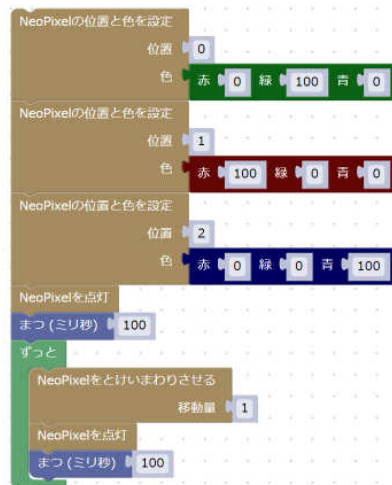 NeoPixelの位置と色を設定
位置 0
色 赤 0 緑 100 青 0
NeoPixelの位置と色を設定
位置 1
色 赤 100 緑 0 青 0
NeoPixelの位置と色を設定
位置 2
色 赤 0 緑 0 青 100
NeoPixelを点灯
まつ (ミリ秒) 100
ずっと
NeoPixelをとけいまわりさせる
移動量 1
NeoPixelを点灯
まつ (ミリ秒) 100